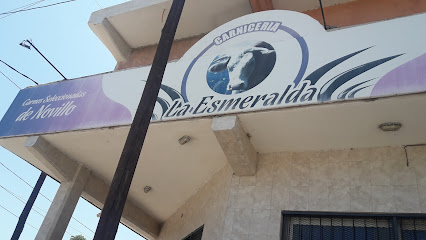 CARNICERIA
La Esmeralda
Carnes Seleccionadas
de Novillo